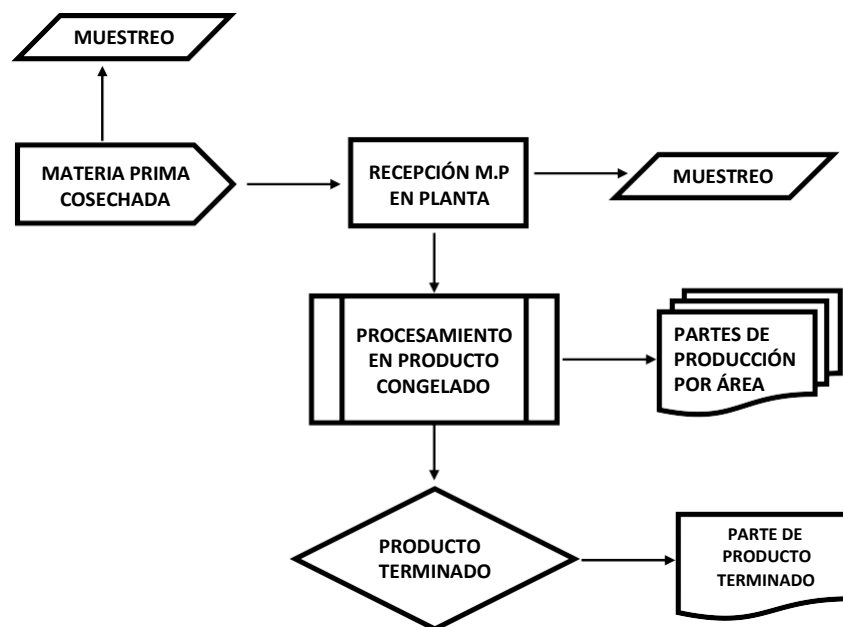 MUESTREO
MATERIA PRIMA
COSECHADA
RECEPCIÓN M.P
EN PLANTA
MUESTREO
PROCESAMIENTO
EN PRODUCTO
CONGELADO
PARTES DE
PRODUCCIÓN
POR ÁREA
PRODUCTO
TERMINADO
PARTE DE
PRODUCTO
TERMINADO